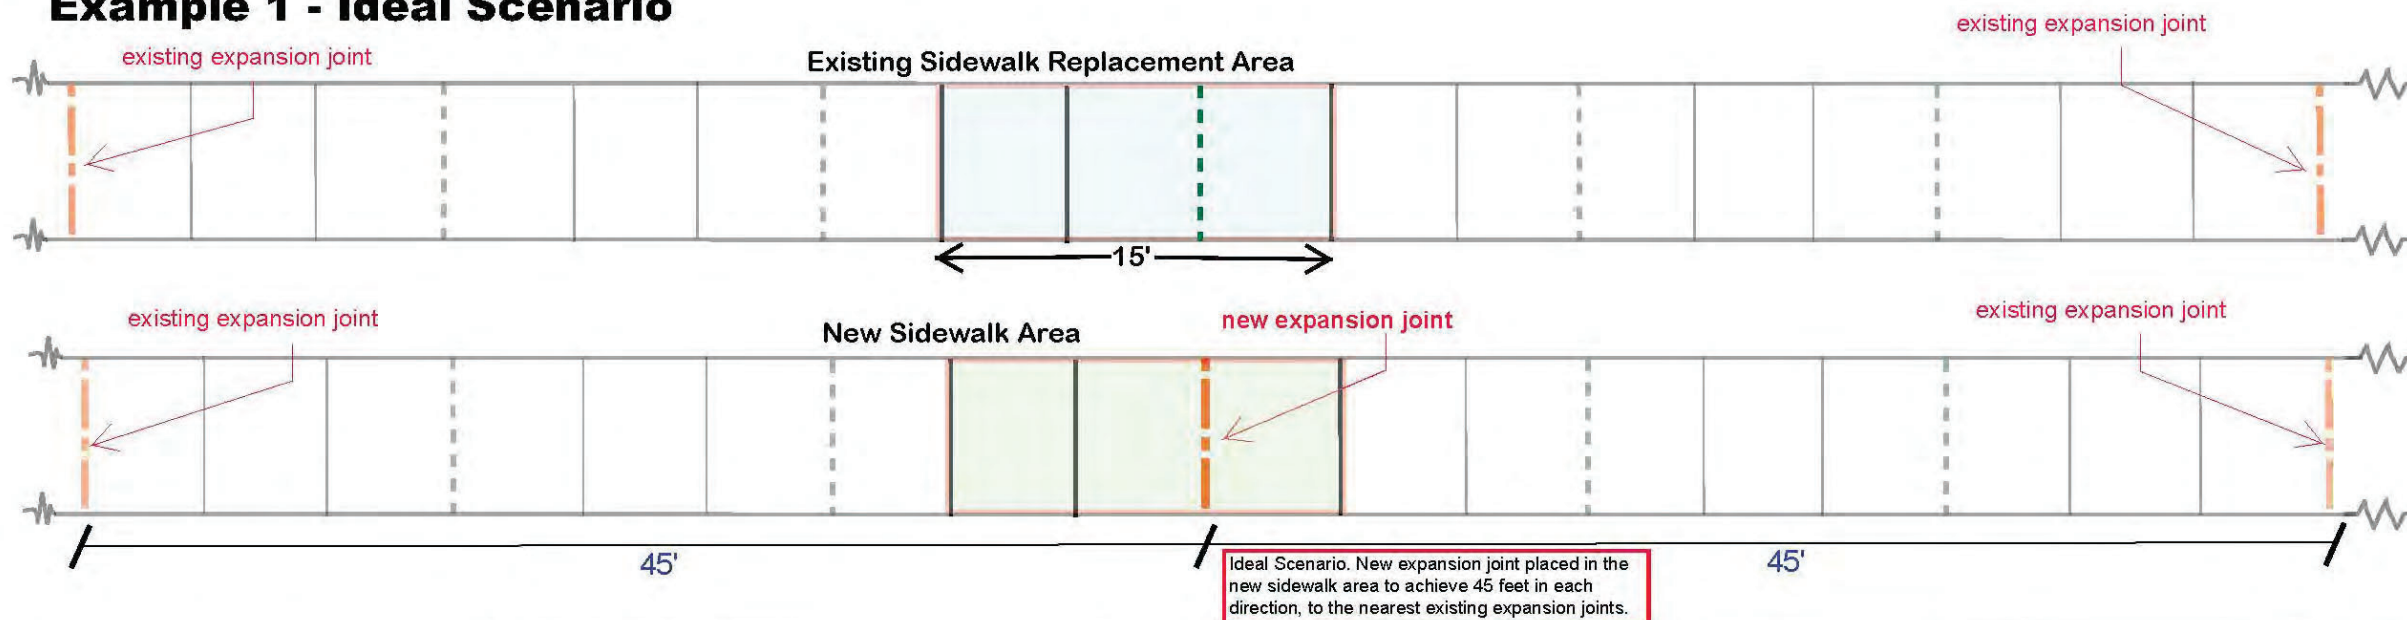 Example 1 - Ideal Scenario
existing expansion joint
existing expansion joint
Existing Sidewalk Replacement Area
15'
existing expansion joint
New Sidewalk Area
new expansion joint
existing expansion joint
45'
45'
Ideal Scenario. New expansion joint placed in the
new sidewalk area to achieve 45 feet in each
direction, to the nearest existing expansion joints.